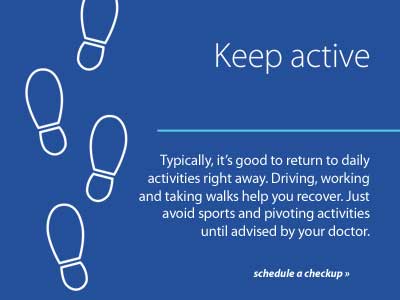 Keep active
Typically, it’s good to return to daily
activities right away. Driving, working
and taking walks help you recover. Just
avoid sports and pivoting activities
until advised by your doctor.
schedule a checkup »